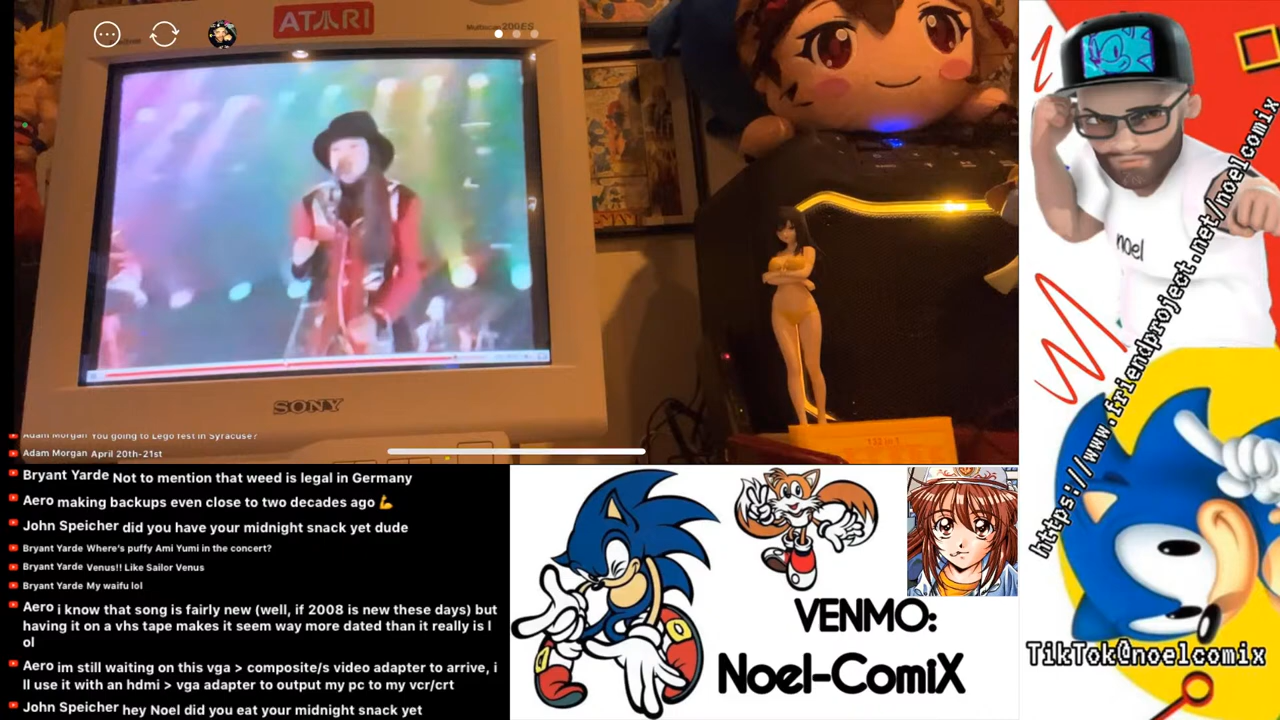 ATARI
Multiscan200ES
SONY
Adam Morgan You going to Lego fest in Syracuse?
Adam Morgan April 20th-21st
Bryant Yarde Not to mention that weed is legal in Germany
Aero making backups even close to two decades ago 💪
John Speicher did you have your midnight snack yet dude
Bryant Yarde Where's puffy Ami Yumi in the concert?
Bryant Yarde Venus!! Like Sailor Venus
Bryant Yarde My waifu lol
Aero i know that song is fairly new (well, if 2008 is new these days) but
having it on a vhs tape makes it seem way more dated than it really is l
ol
Aero im still waiting on this vga > composite/s video adapter to arrive, i
ll use it with an hdmi > vga adapter to output my pc to my vcr/crt
John Speicher hey Noel did you eat your midnight snack yet
VENMO:
Noel-ComiX
noel
https://www.friendproject.net/noelcomix
TikTok@noelcomix